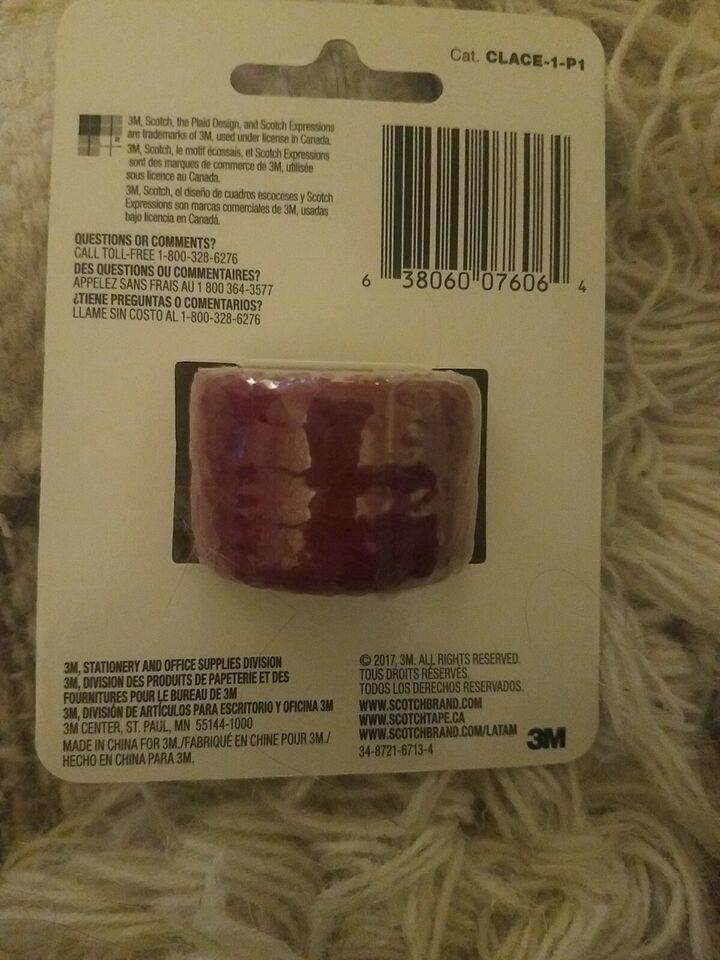 Cat. CLACE-1-P1
3M, Scotch, the Plaid Design, and Scotch Expressions
are trademarks of 3M, used under license in Canada.
3M, Scotch, le motif écossais, et Scotch Expressions
sont des marques de commerce de 3M, utilisée
sous licence au Canada.
3M, Scotch, el diseño de cuadros escoceses y Scotch
Expressions son marcas comerciales de 3M, usadas
bajo licencia en Canadá.
QUESTIONS OR COMMENTS?
CALL TOLL-FREE 1-800-328-6276
DES QUESTIONS OU COMMENTAIRES?
APPELEZ SANS FRAIS AU 1 800 364-3577
¿TIENE PREGUNTAS O COMENTARIOS?
LLAME SIN COSTO AL 1-800-328-6276
6 38060 07606 4
3M, STATIONERY AND OFFICE SUPPLIES DIVISION
3M, DIVISION DES PRODUITS DE PAPETERIE ET DES
FOURNITURES POUR LE BUREAU DE 3M
3M, DIVISIÓN DE ARTÍCULOS PARA ESCRITORIO Y OFICINA 3M
3M CENTER, ST. PAUL, MN 55144-1000
MADE IN CHINA FOR 3M./FABRIQUÉ EN CHINE POUR 3M./
HECHO EN CHINA PARA 3M.
© 2017, 3M. ALL RIGHTS RESERVED.
TOUS DROITS RÉSERVÉS.
TODOS LOS DERECHOS RESERVADOS.
WWW.SCOTCHBRAND.COM
WWW.SCOTCHTAPE.CA
WWW.SCOTCHBRAND.COM/LATAM
34-8721-6713-4
3M